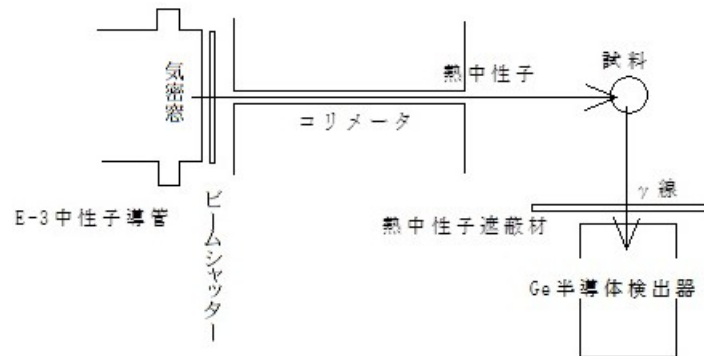 気密窓
熱中性子
試料
コリメータ
γ線
E-3中性子導管
ビームシャッター
熱中性子遮蔽材
Ge半導体検出器